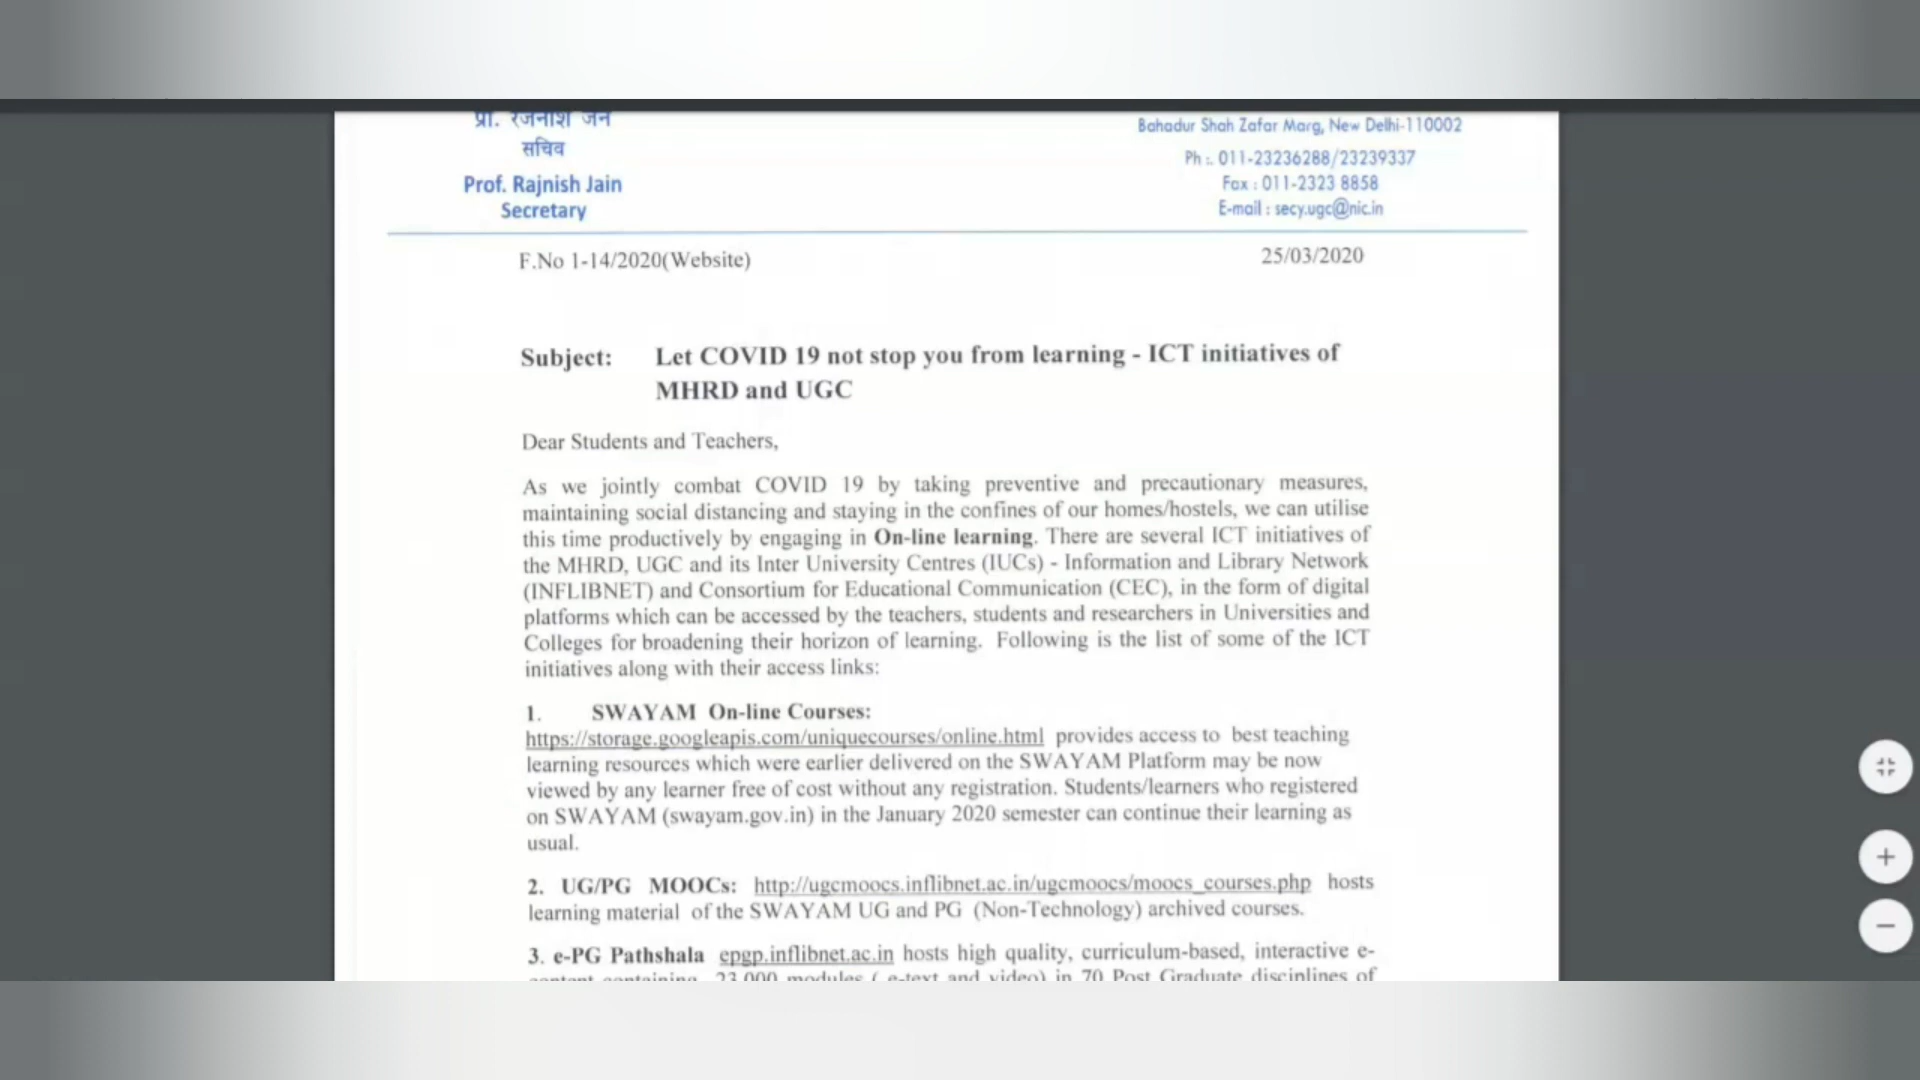 प्रो. रजनीश जैन
सचिव
Prof. Rajnish Jain
Secretary
Bahadur Shah Zafar Marg, New Delhi-110002
Ph :. 011-23236288/23239337
Fax : 011-2323 8858
E-mail : secy.ugc@nic.in
F.No 1-14/2020(Website)
25/03/2020
Subject: Let COVID 19 not stop you from learning - ICT initiatives of
MHRD and UGC
Dear Students and Teachers,
As we jointly combat COVID 19 by taking preventive and precautionary measures,
maintaining social distancing and staying in the confines of our homes/hostels, we can utilise
this time productively by engaging in On-line learning. There are several ICT initiatives of
the MHRD, UGC and its Inter University Centres (IUCs) - Information and Library Network
(INFLIBNET) and Consortium for Educational Communication (CEC), in the form of digital
platforms which can be accessed by the teachers, students and researchers in Universities and
Colleges for broadening their horizon of learning. Following is the list of some of the ICT
initiatives along with their access links:
1. SWAYAM On-line Courses:
https://storage.googleapis.com/uniquecourses/online.html provides access to best teaching
learning resources which were earlier delivered on the SWAYAM Platform may be now
viewed by any learner free of cost without any registration. Students/learners who registered
on SWAYAM (swayam.gov.in) in the January 2020 semester can continue their learning as
usual.
2. UG/PG MOOCs: http://ugcmoocs.inflibnet.ac.in/ugcmoocs/moocs_courses.php hosts
learning material of the SWAYAM UG and PG (Non-Technology) archived courses.
3. e-PG Pathshala epgp.inflibnet.ac.in hosts high quality, curriculum-based, interactive e-
content containing 23,000 modules ( e-text and video) in 70 Post Graduate disciplines of